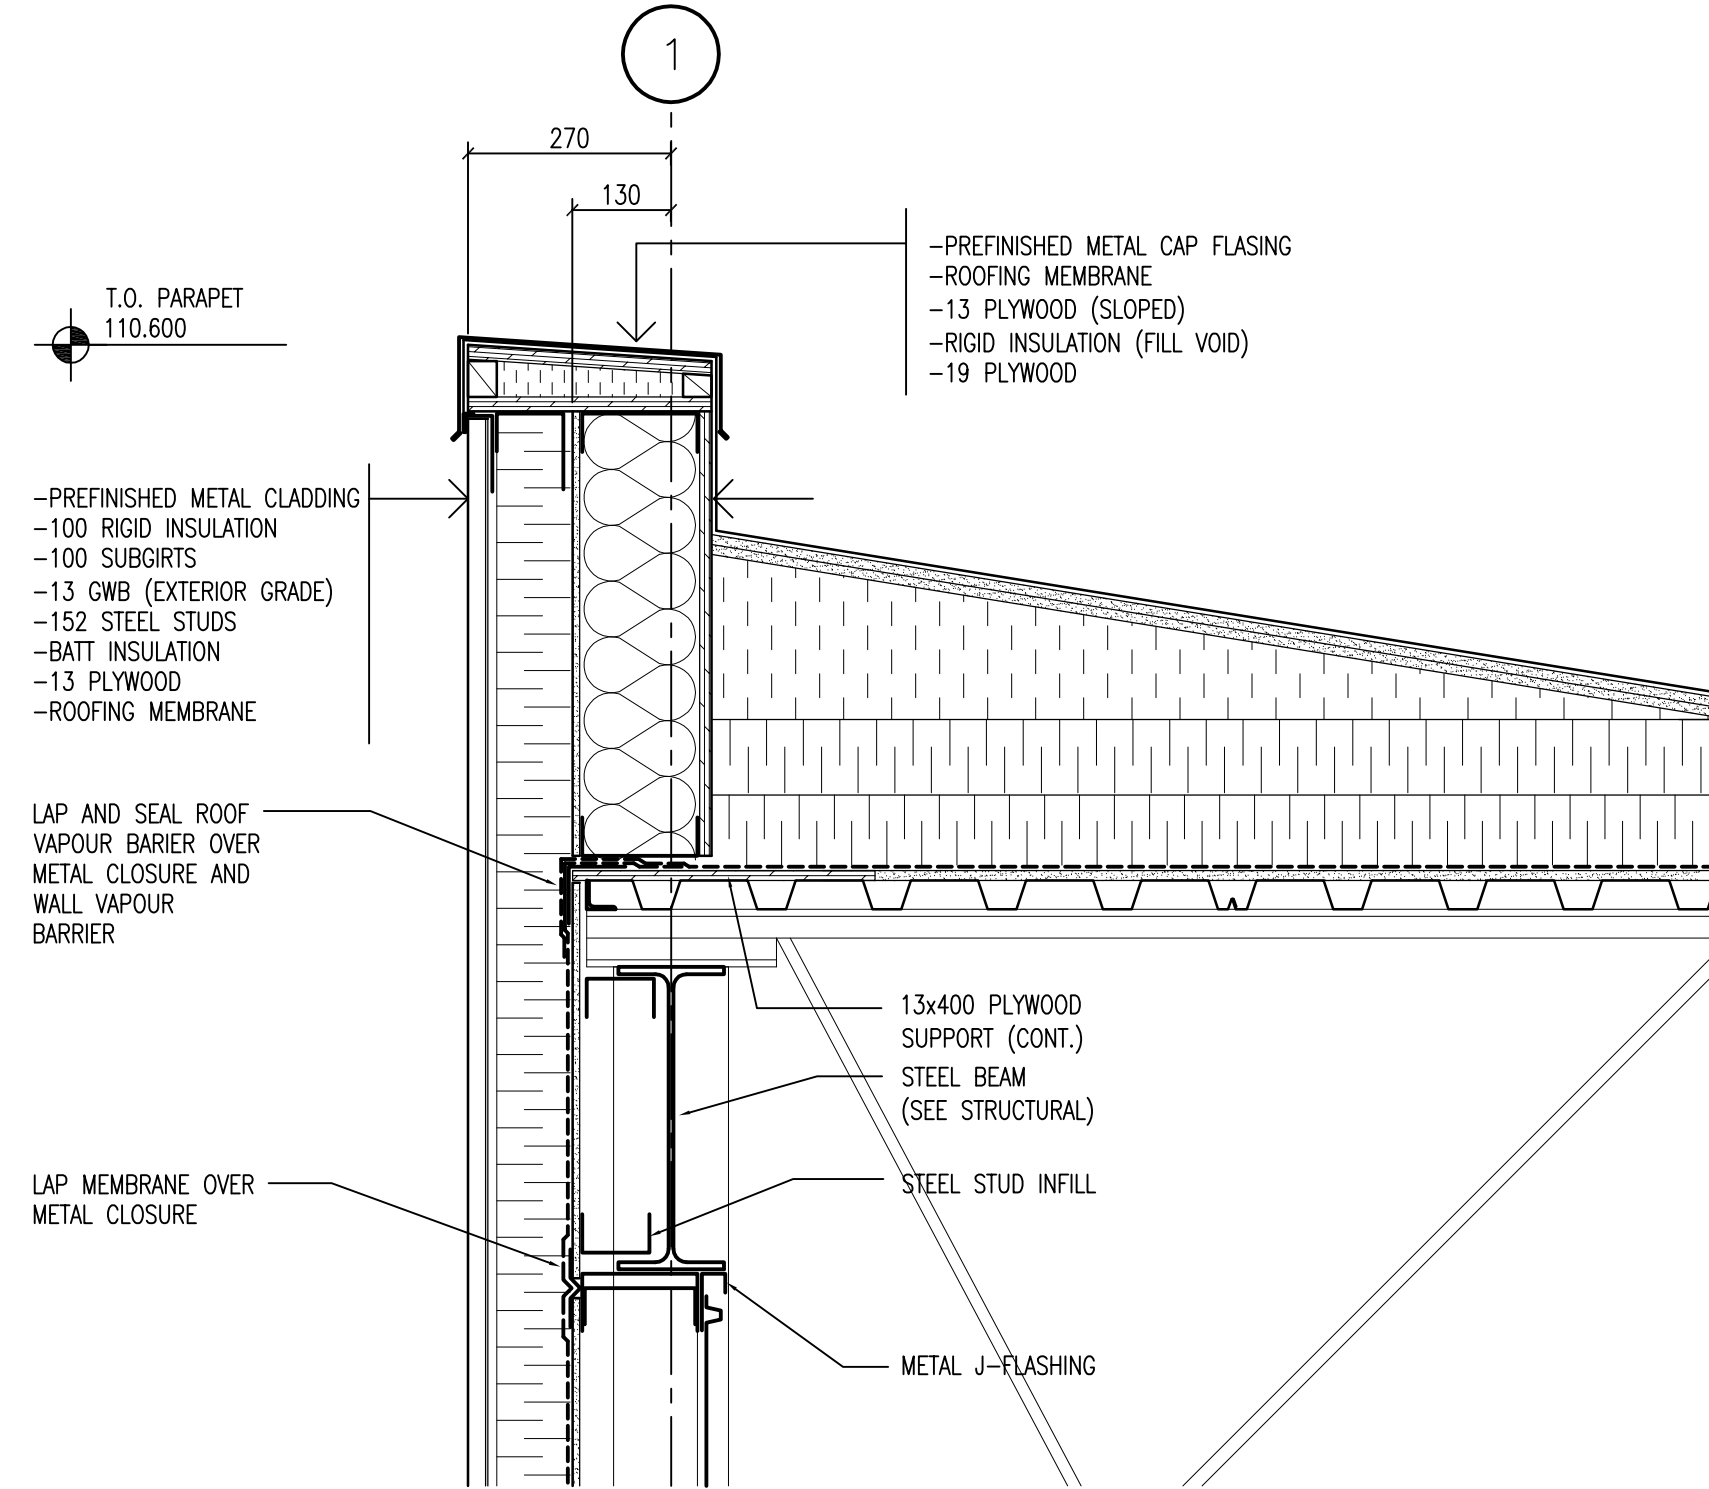 1
270
130
-PREFINISHED METAL CAP FLASING
-ROOFING MEMBRANE
-13 PLYWOOD (SLOPED)
-RIGID INSULATION (FILL VOID)
-19 PLYWOOD
T.O. PARAPET
110.600
-PREFINISHED METAL CLADDING
-100 RIGID INSULATION
-100 SUBGIRTS
-13 GWB (EXTERIOR GRADE)
-152 STEEL STUDS
-BATT INSULATION
-13 PLYWOOD
-ROOFING MEMBRANE
LAP AND SEAL ROOF
VAPOUR BARIER OVER
METAL CLOSURE AND
WALL VAPOUR
BARRIER
13x400 PLYWOOD
SUPPORT (CONT.)
STEEL BEAM
(SEE STRUCTURAL)
STEEL STUD INFILL
LAP MEMBRANE OVER
METAL CLOSURE
METAL J-FLASHING